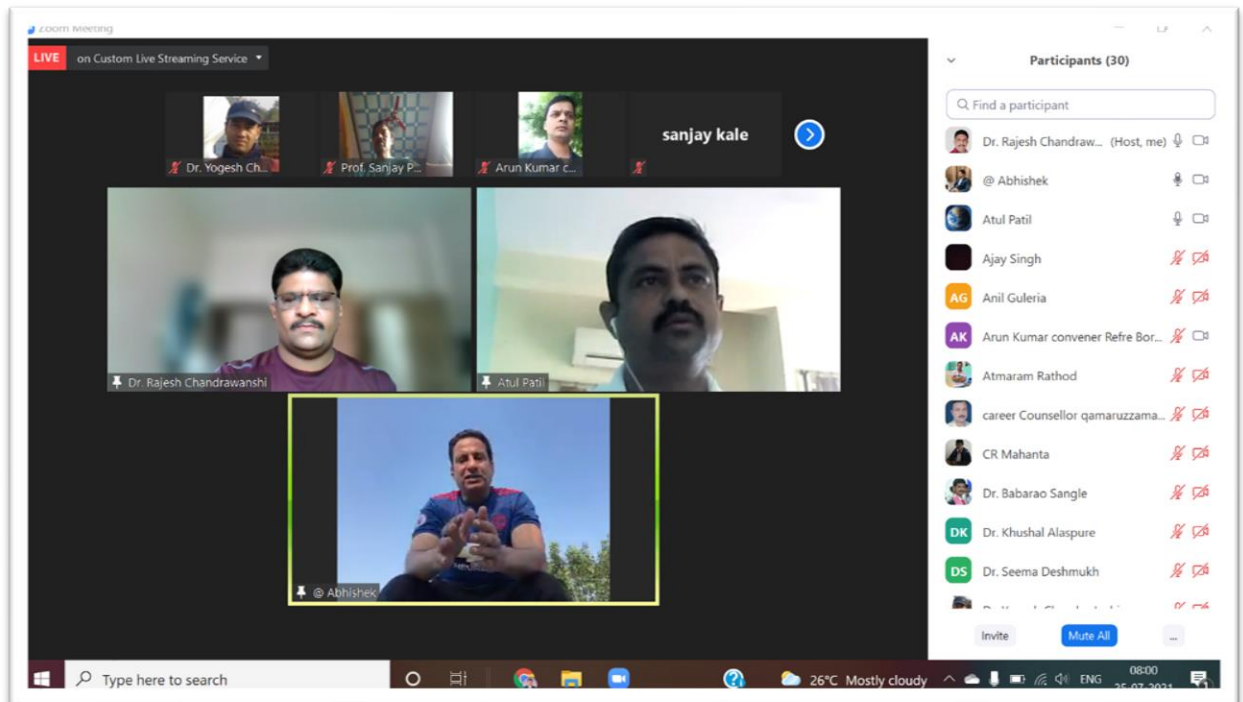 Zoom Meeting
LIVE on Custom Live Streaming Service
Participants (30)
Find a participant
Dr. Yogesh Ch...
Prof. Sanjay P...
Arun Kumar c...
sanjay kale
Dr. Rajesh Chandrawanshi
Atul Patil
@ Abhishek
Dr. Rajesh Chandraw... (Host, me)
@ Abhishek
Atul Patil
Ajay Singh
AG Anil Guleria
AK Arun Kumar convener Refre Bor...
Atmaram Rathod
career Counsellor qamaruzzama...
CR Mahanta
Dr. Babarao Sangle
DK Dr. Khushal Alaspure
DS Dr. Seema Deshmukh
Invite Mute All ...
Type here to search
26°C Mostly cloudy ENG 08:00
25-07-2021